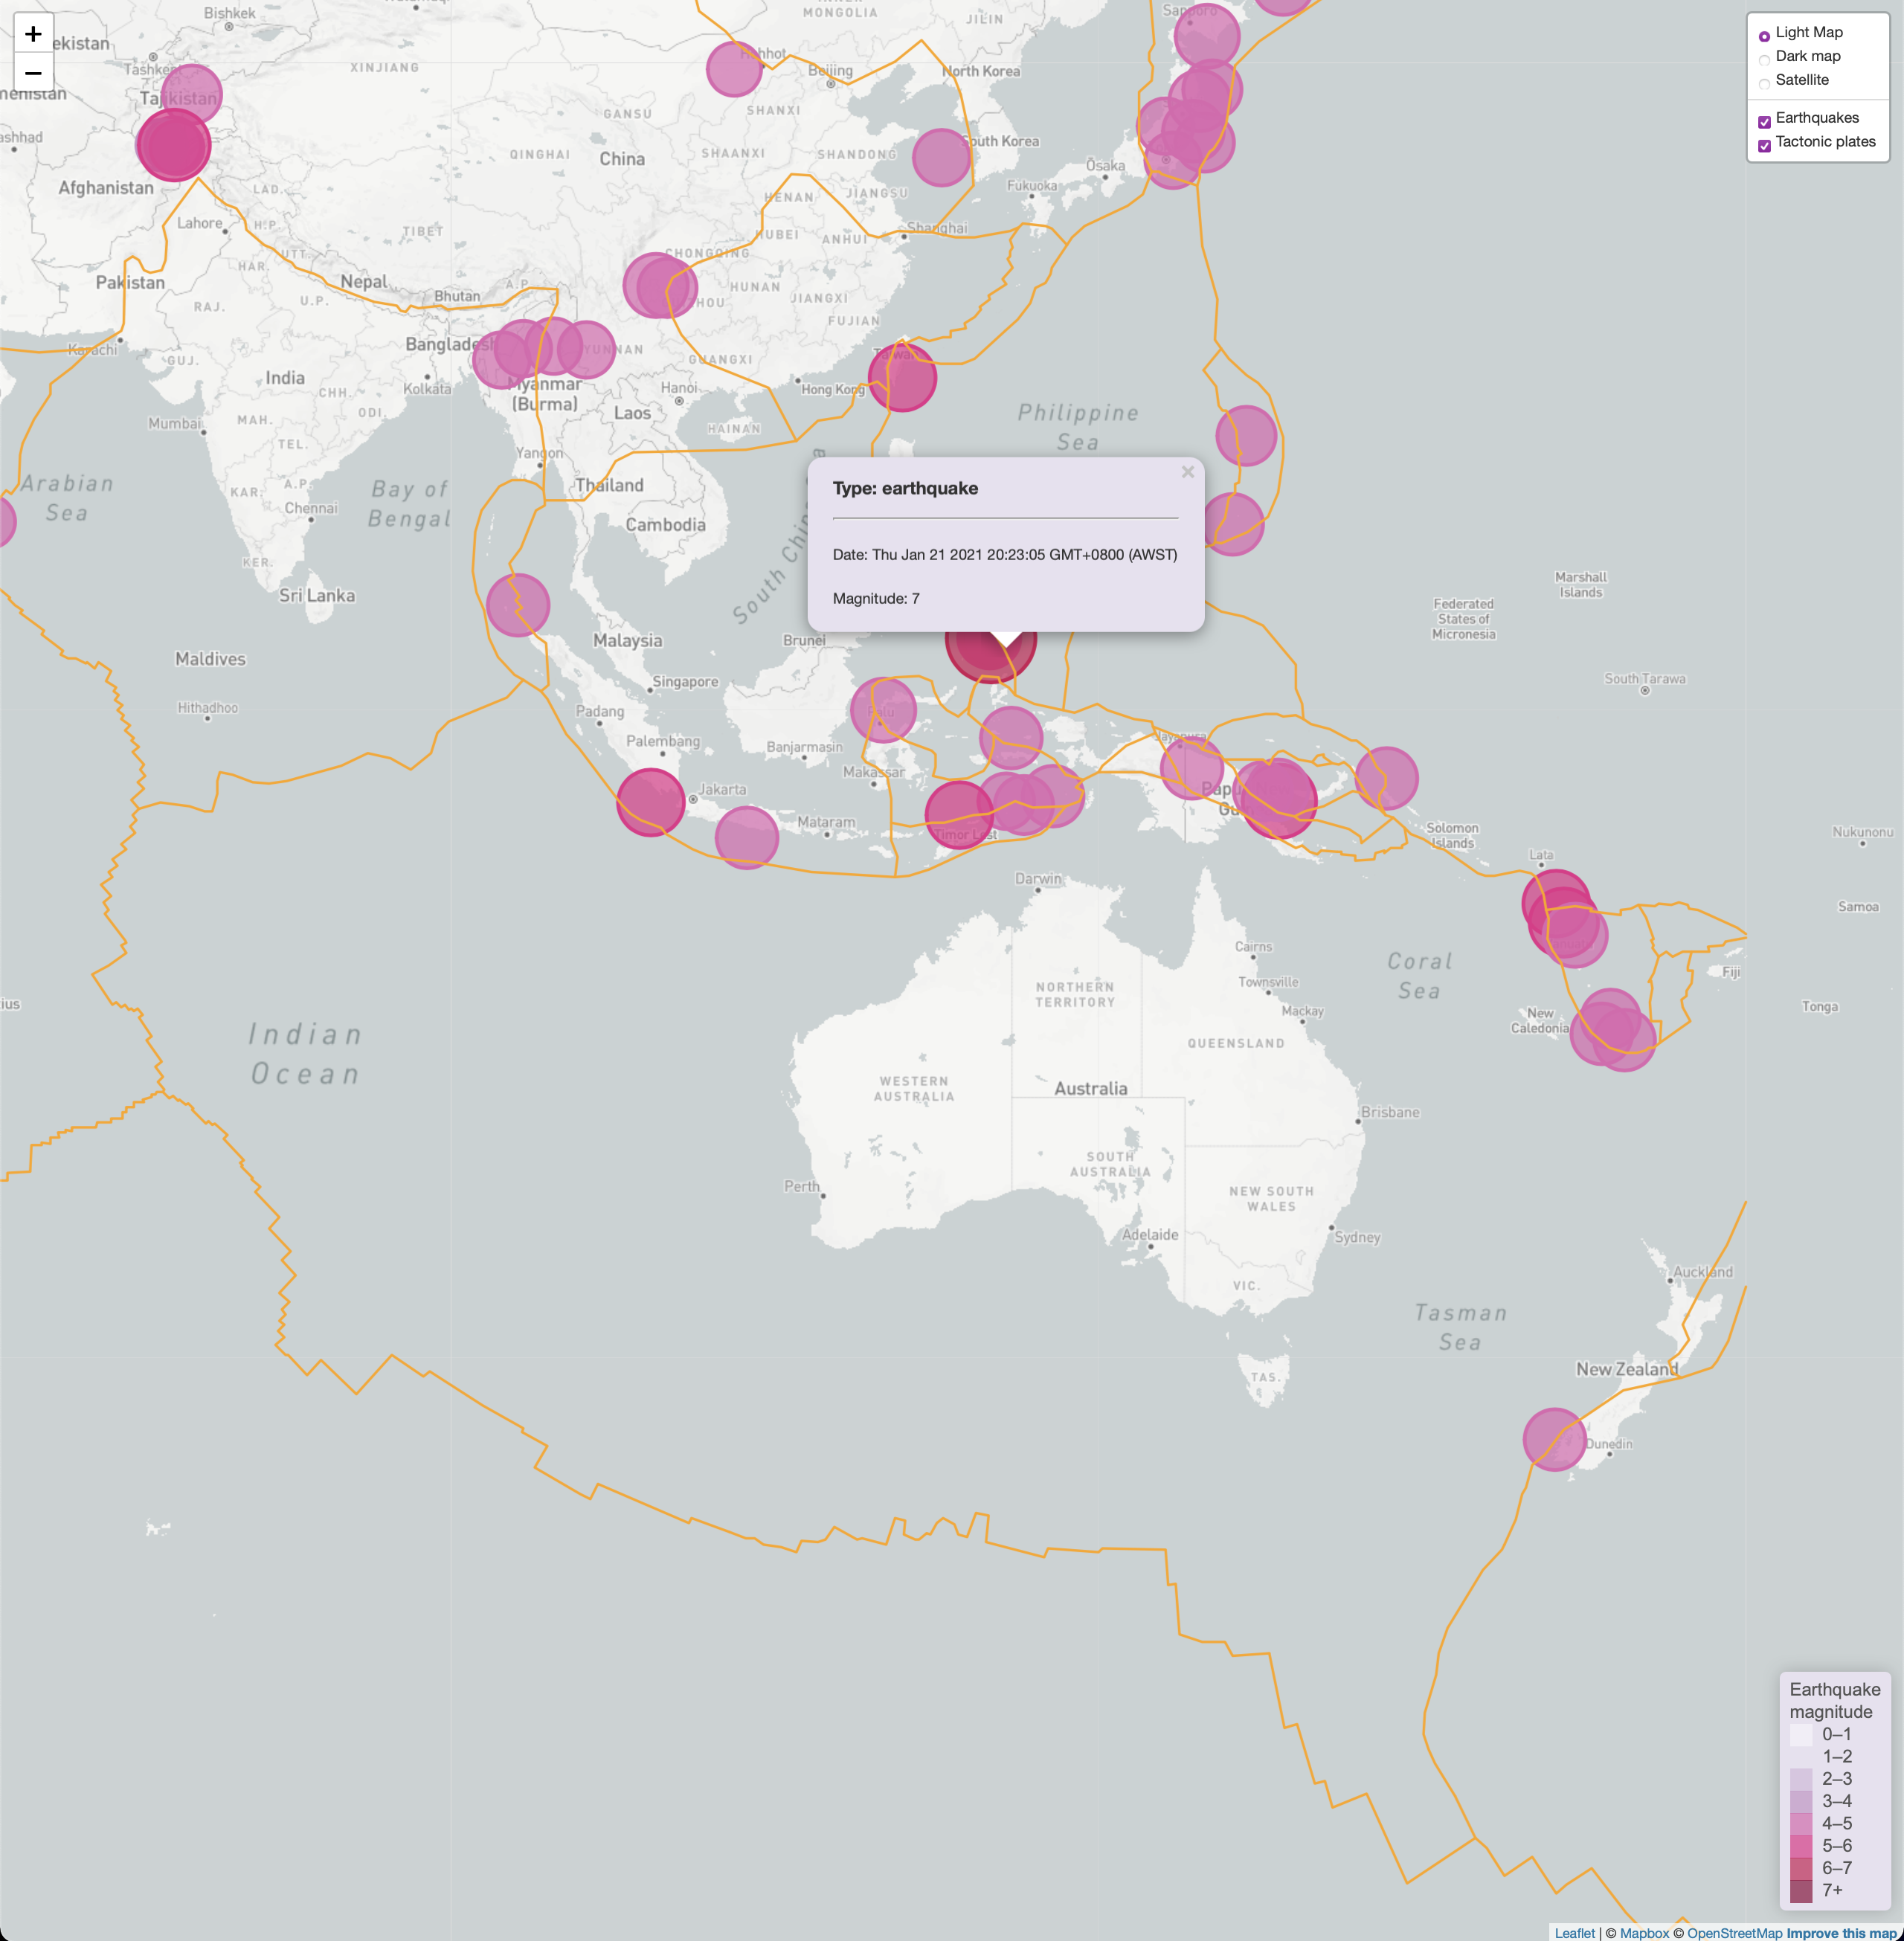 +
−
Light Map
Dark map
Satellite
Earthquakes
Tactonic plates
Bishkek
MONGOLIA
JILIN
Sapporo
ekistan
Tashkent
XINJIANG
Hohhot
Beijing
North Korea
menistan
Tajikistan
GANSU
SHANXI
ashhad
QINGHAI
China
SHAANXI
SHANDONG
South Korea
Ōsaka
Afghanistan
LAD.
HENAN
JIANGSU
Fukuoka
Lahore
H.P.
TIBET
HUBEI
ANHUI
Shanghai
UTT.
HAR.
CHONGQING
Pakistan
Nepal
A.P.
HUNAN
JIANGXI
RAJ.
U.P.
Bhutan
HOU
FUJIAN
Karachi
GUJ.
Bangladesh
YUNNAN
GUANGXI
Taiwan
India
CHH.
Kolkata
Myanmar
(Burma)
Hanoi
Hong Kong
MAH.
ODI.
Laos
Philippine
Sea
Mumbai
TEL.
HAINAN
Yangon
Arabian
Sea
KAR.
A.P.
Bay of
Bengal
Thailand
Chennai
Cambodia
South China
Type: earthquake
×
Date: Thu Jan 21 2021 20:23:05 GMT+0800 (AWST)
Magnitude: 7
KER.
Sri Lanka
Marshall
Islands
Federated
States of
Micronesia
Maldives
Malaysia
Brunei
Singapore
South Tarawa
Hithadhoo
Padang
Palu
Palembang
Banjarmasin
Jayapura
Makassar
Jakarta
Papu
Gu
Mataram
Timor Lest
Solomon
Islands
Nukunonu
Lata
Darwin
Samoa
Cairns
Coral
Sea
Fiji
NORTHERN
TERRITORY
Townsville
ius
Mackay
New
Caledonia
Tonga
Indian
Ocean
QUEENSLAND
WESTERN
AUSTRALIA
Australia
Brisbane
SOUTH
AUSTRALIA
Perth
NEW SOUTH
WALES
Adelaide
Sydney
VIC.
Auckland
Tasman
Sea
TAS.
New Zealand
Dunedin
Earthquake
magnitude
0–1
1–2
2–3
3–4
4–5
5–6
6–7
7+
Leaflet | © Mapbox © OpenStreetMap Improve this map